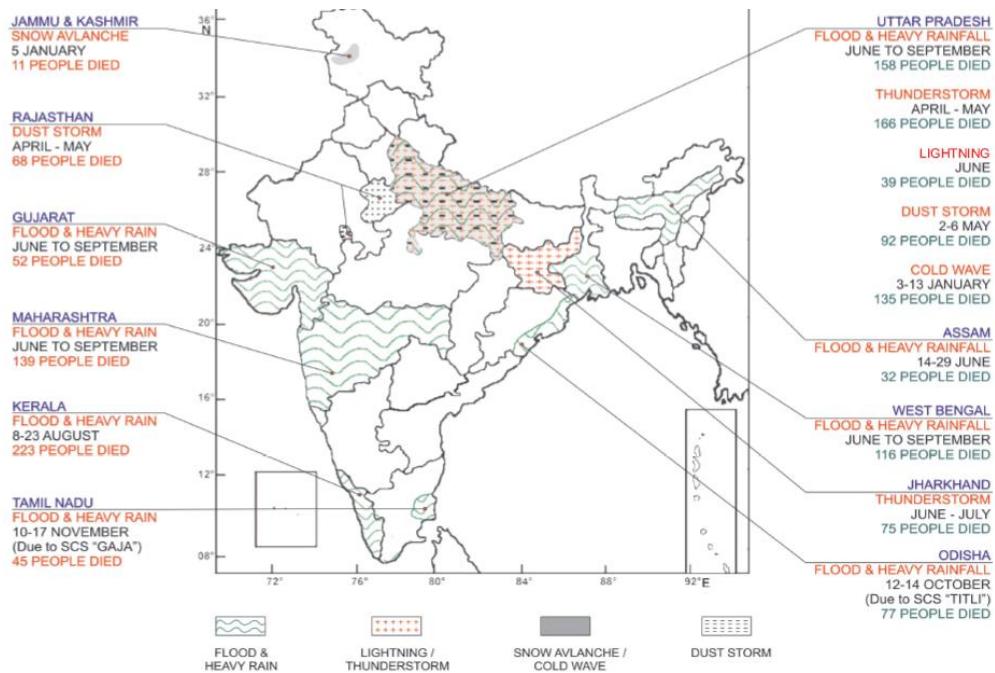 JAMMU & KASHMIR
SNOW AVLANCHE
5 JANUARY
11 PEOPLE DIED
RAJASTHAN
DUST STORM
APRIL - MAY
68 PEOPLE DIED
GUJARAT
FLOOD & HEAVY RAIN
JUNE TO SEPTEMBER
52 PEOPLE DIED
MAHARASHTRA
FLOOD & HEAVY RAIN
JUNE TO SEPTEMBER
139 PEOPLE DIED
KERALA
FLOOD & HEAVY RAIN
8-23 AUGUST
223 PEOPLE DIED
TAMIL NADU
FLOOD & HEAVY RAIN
10-17 NOVEMBER
(Due to SCS “GAJA”)
45 PEOPLE DIED
36°
N
32°
28°
24°
20°
16°
12°
08°
72°
76°
80°
84°
88°
92°E
UTTAR PRADESH
FLOOD & HEAVY RAINFALL
JUNE TO SEPTEMBER
158 PEOPLE DIED
THUNDERSTORM
APRIL - MAY
166 PEOPLE DIED
LIGHTNING
JUNE
39 PEOPLE DIED
DUST STORM
2-6 MAY
92 PEOPLE DIED
COLD WAVE
3-13 JANUARY
135 PEOPLE DIED
ASSAM
FLOOD & HEAVY RAINFALL
14-29 JUNE
32 PEOPLE DIED
WEST BENGAL
FLOOD & HEAVY RAINFALL
JUNE TO SEPTEMBER
116 PEOPLE DIED
JHARKHAND
THUNDERSTORM
JUNE - JULY
75 PEOPLE DIED
ODISHA
FLOOD & HEAVY RAINFALL
12-14 OCTOBER
(Due to SCS “TITLI”)
77 PEOPLE DIED
FLOOD &
HEAVY RAIN
LIGHTNING /
THUNDERSTORM
SNOW AVLANCHE /
COLD WAVE
DUST STORM